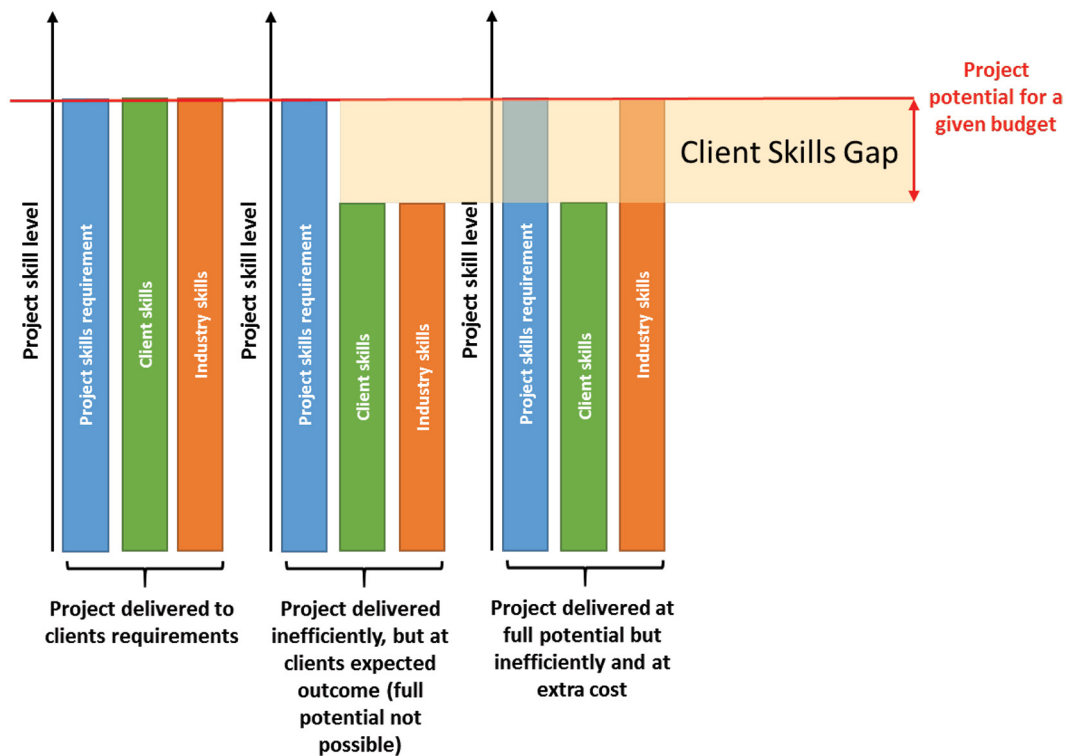 Project
potential for a
given budget
Client Skills Gap
Project skill level
Project skills requirement
Client skills
Industry skills
Project skill level
Project skills requirement
Client skills
Industry skills
Project skill level
Project skills requirement
Client skills
Industry skills
Project delivered to
clients requirements
Project delivered
inefficiently, but at
clients expected
outcome (full
potential not
possible)
Project delivered at
full potential but
inefficiently and at
extra cost